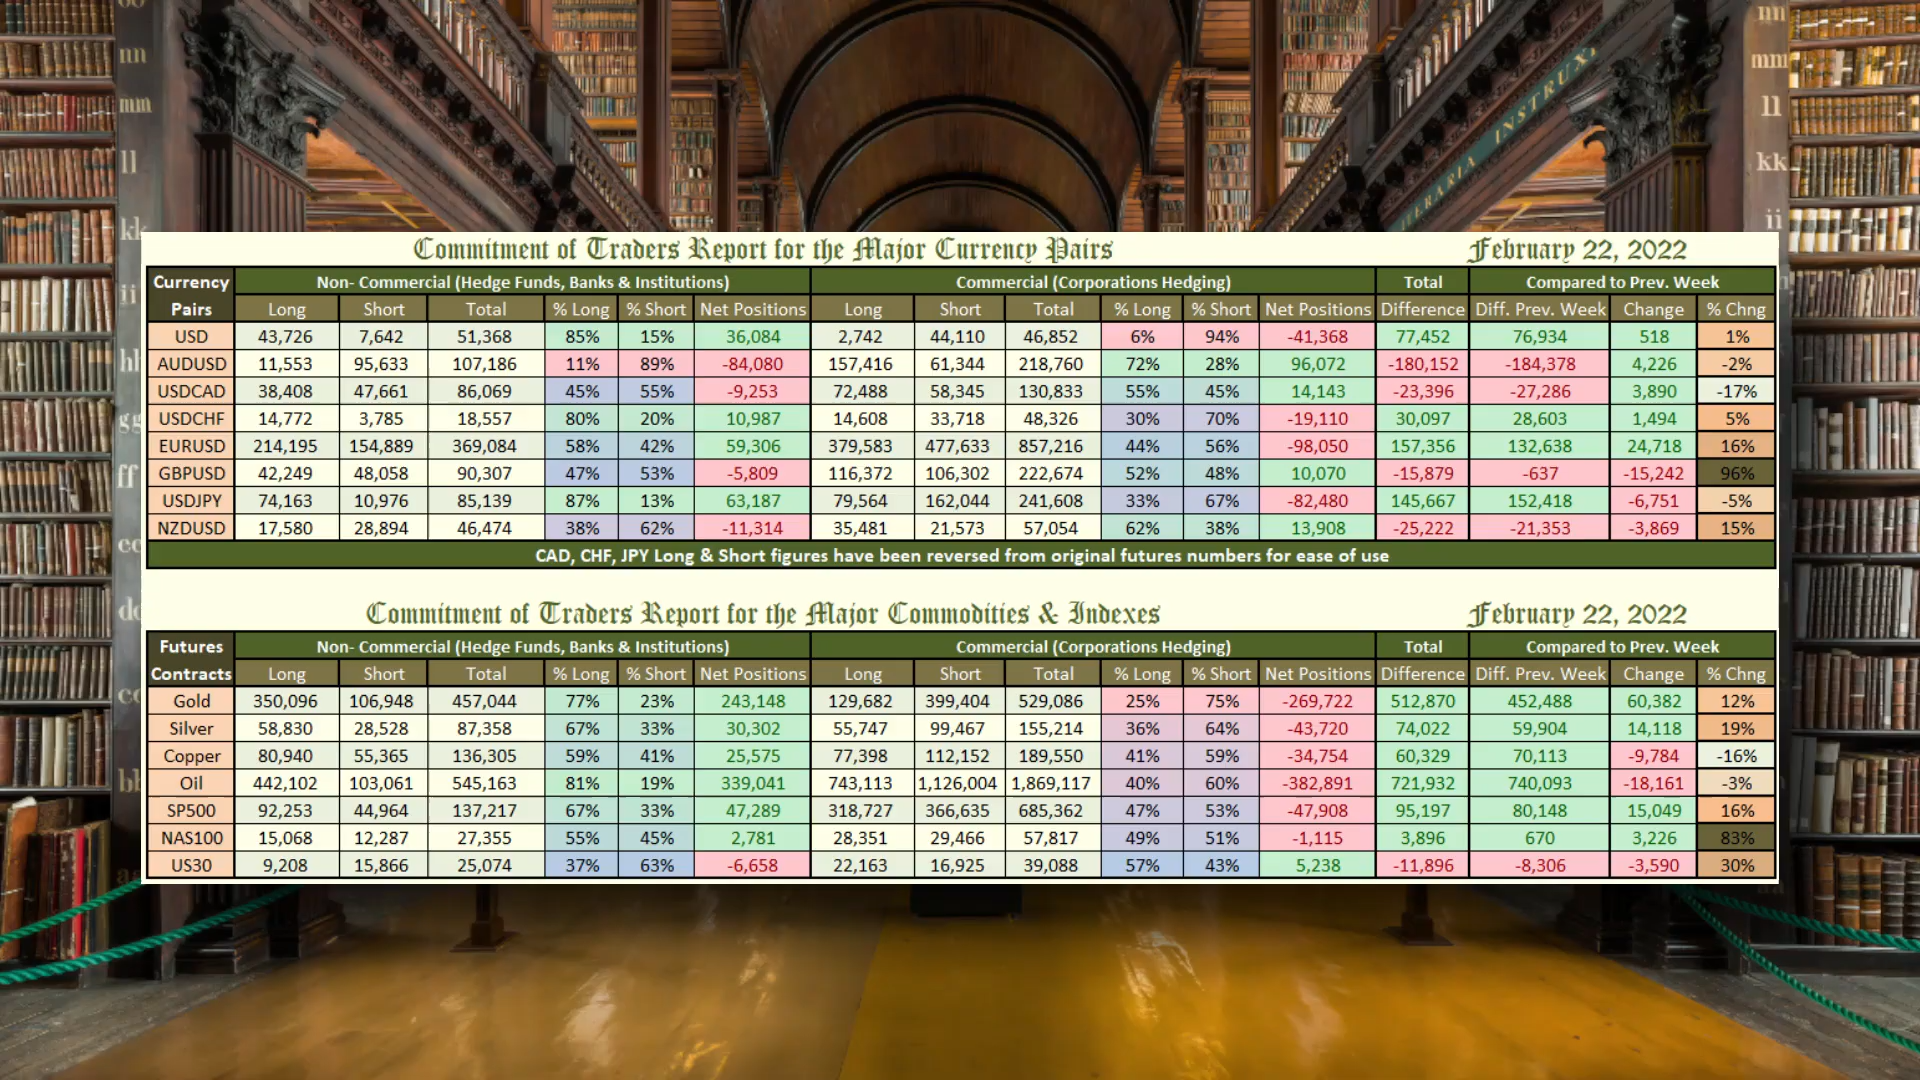 nn
mm
ll
kk
ii
LITERARIA INSTRUXI
nn
mm
ll
kk
ii
hh
gg
ff
ee
dd
cc
bb
Commitment of Traders Report for the Major Currency Pairs February 22, 2022
Currency Non- Commercial (Hedge Funds, Banks & Institutions) Commercial (Corporations Hedging) Total Compared to Prev. Week
Pairs Long Short Total % Long % Short Net Positions Long Short Total % Long % Short Net Positions Difference Diff. Prev. Week Change % Chng
USD 43,726 7,642 51,368 85% 15% 36,084 2,742 44,110 46,852 6% 94% -41,368 77,452 76,934 518 1%
AUDUSD 11,553 95,633 107,186 11% 89% -84,080 157,416 61,344 218,760 72% 28% 96,072 -180,152 -184,378 4,226 -2%
USDCAD 38,408 47,661 86,069 45% 55% -9,253 72,488 58,345 130,833 55% 45% 14,143 -23,396 -27,286 3,890 -17%
USDCHF 14,772 3,785 18,557 80% 20% 10,987 14,608 33,718 48,326 30% 70% -19,110 30,097 28,603 1,494 5%
EURUSD 214,195 154,889 369,084 58% 42% 59,306 379,583 477,633 857,216 44% 56% -98,050 157,356 132,638 24,718 16%
GBPUSD 42,249 48,058 90,307 47% 53% -5,809 116,372 106,302 222,674 52% 48% 10,070 -15,879 -637 -15,242 96%
USDJPY 74,163 10,976 85,139 87% 13% 63,187 79,564 162,044 241,608 33% 67% -82,480 145,667 152,418 -6,751 -5%
NZDUSD 17,580 28,894 46,474 38% 62% -11,314 35,481 21,573 57,054 62% 38% 13,908 -25,222 -21,353 -3,869 15%
CAD, CHF, JPY Long & Short figures have been reversed from original futures numbers for ease of use
Commitment of Traders Report for the Major Commodities & Indexes February 22, 2022
Futures Non- Commercial (Hedge Funds, Banks & Institutions) Commercial (Corporations Hedging) Total Compared to Prev. Week
Contracts Long Short Total % Long % Short Net Positions Long Short Total % Long % Short Net Positions Difference Diff. Prev. Week Change % Chng
Gold 350,096 106,948 457,044 77% 23% 243,148 129,682 399,404 529,086 25% 75% -269,722 512,870 452,488 60,382 12%
Silver 58,830 28,528 87,358 67% 33% 30,302 55,747 99,467 155,214 36% 64% -43,720 74,022 59,904 14,118 19%
Copper 80,940 55,365 136,305 59% 41% 25,575 77,398 112,152 189,550 41% 59% -34,754 60,329 70,113 -9,784 -16%
Oil 442,102 103,061 545,163 81% 19% 339,041 743,113 1,126,004 1,869,117 40% 60% -382,891 721,932 740,093 -18,161 -3%
SP500 92,253 44,964 137,217 67% 33% 47,289 318,727 366,635 685,362 47% 53% -47,908 95,197 80,148 15,049 16%
NAS100 15,068 12,287 27,355 55% 45% 2,781 28,351 29,466 57,817 49% 51% -1,115 3,896 670 3,226 83%
US30 9,208 15,866 25,074 37% 63% -6,658 22,163 16,925 39,088 57% 43% 5,238 -11,896 -8,306 -3,590 30%